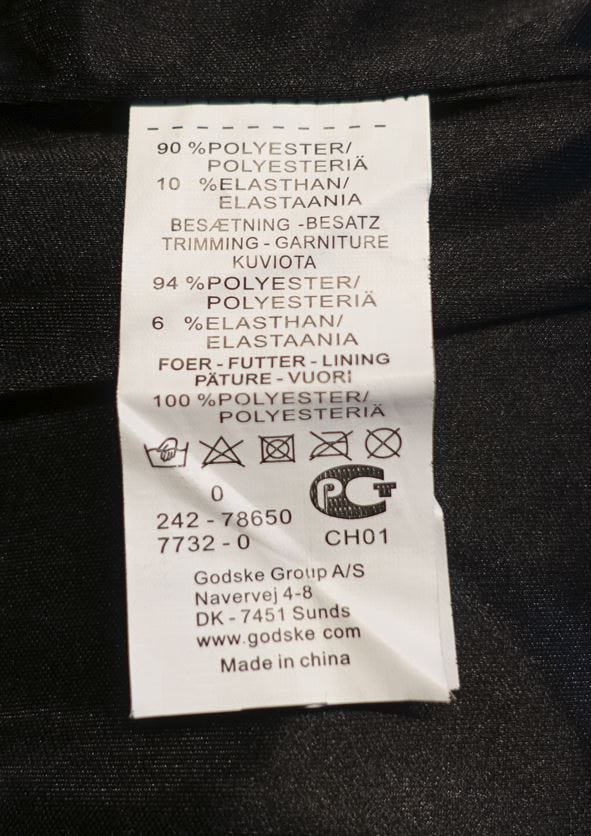 90 %POLYESTER/
POLYESTERIÄ
10 %ELASTHAN/
ELASTAANIA
BESÆTNING -BESATZ
TRIMMING - GARNITURE
KUVIOTA
94 %POLYESTER/
POLYESTERIÄ
6 %ELASTHAN/
ELASTAANIA
FOER - FUTTER - LINING
PÄTURE - VUORI
100 %POLYESTER/
POLYESTERIÄ
0
PCT
242 - 78650
7732 - 0 CH01
Godske Group A/S
Navervej 4-8
DK - 7451 Sunds
www.godske com
Made in china